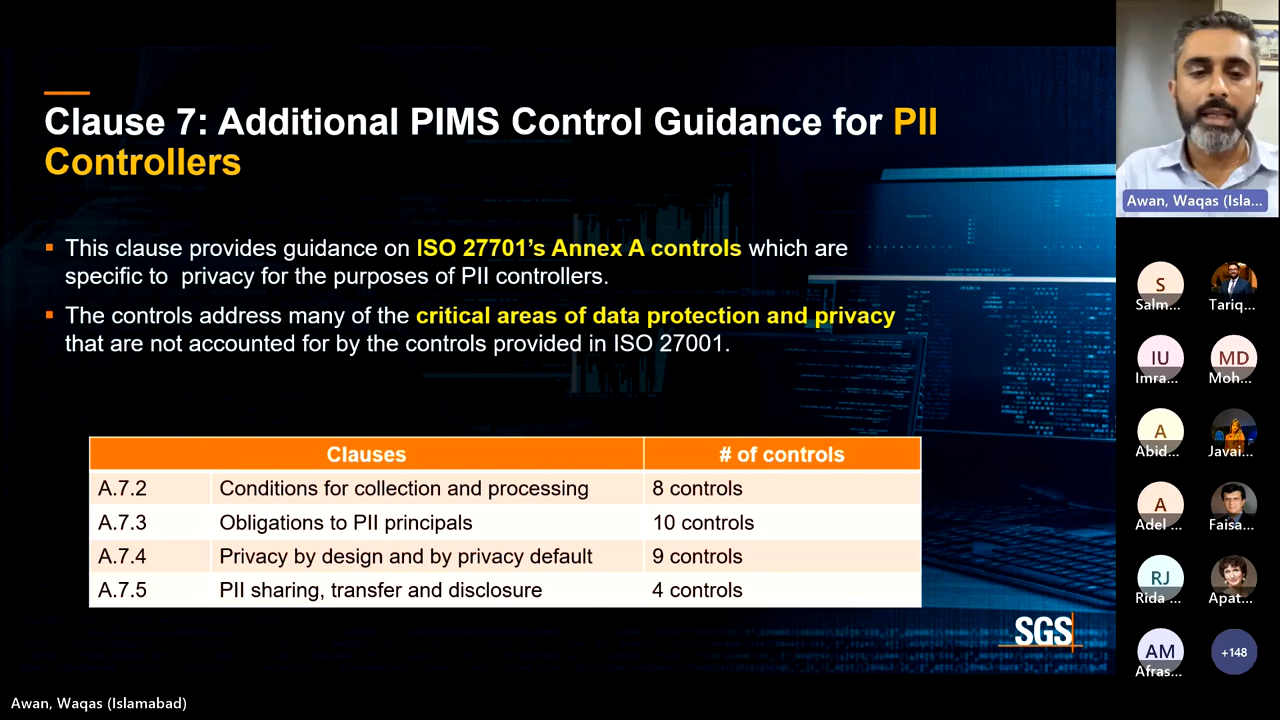 Clause 7: Additional PIMS Control Guidance for PII
Controllers
▪ This clause provides guidance on ISO 27701’s Annex A controls which are
specific to privacy for the purposes of PII controllers.
▪ The controls address many of the critical areas of data protection and privacy
that are not accounted for by the controls provided in ISO 27001.
Clauses # of controls
A.7.2 Conditions for collection and processing 8 controls
A.7.3 Obligations to PII principals 10 controls
A.7.4 Privacy by design and by privacy default 9 controls
A.7.5 PII sharing, transfer and disclosure 4 controls
SGS
Awan, Waqas (Islamabad)
Awan, Waqas (Isla...
S
Salm...
Tariq...
IU
Imra...
MD
Moh...
A
Abid...
Javai...
A
Adel ...
Faisa...
RJ
Rida ...
Apat...
AM
Afras...
+148